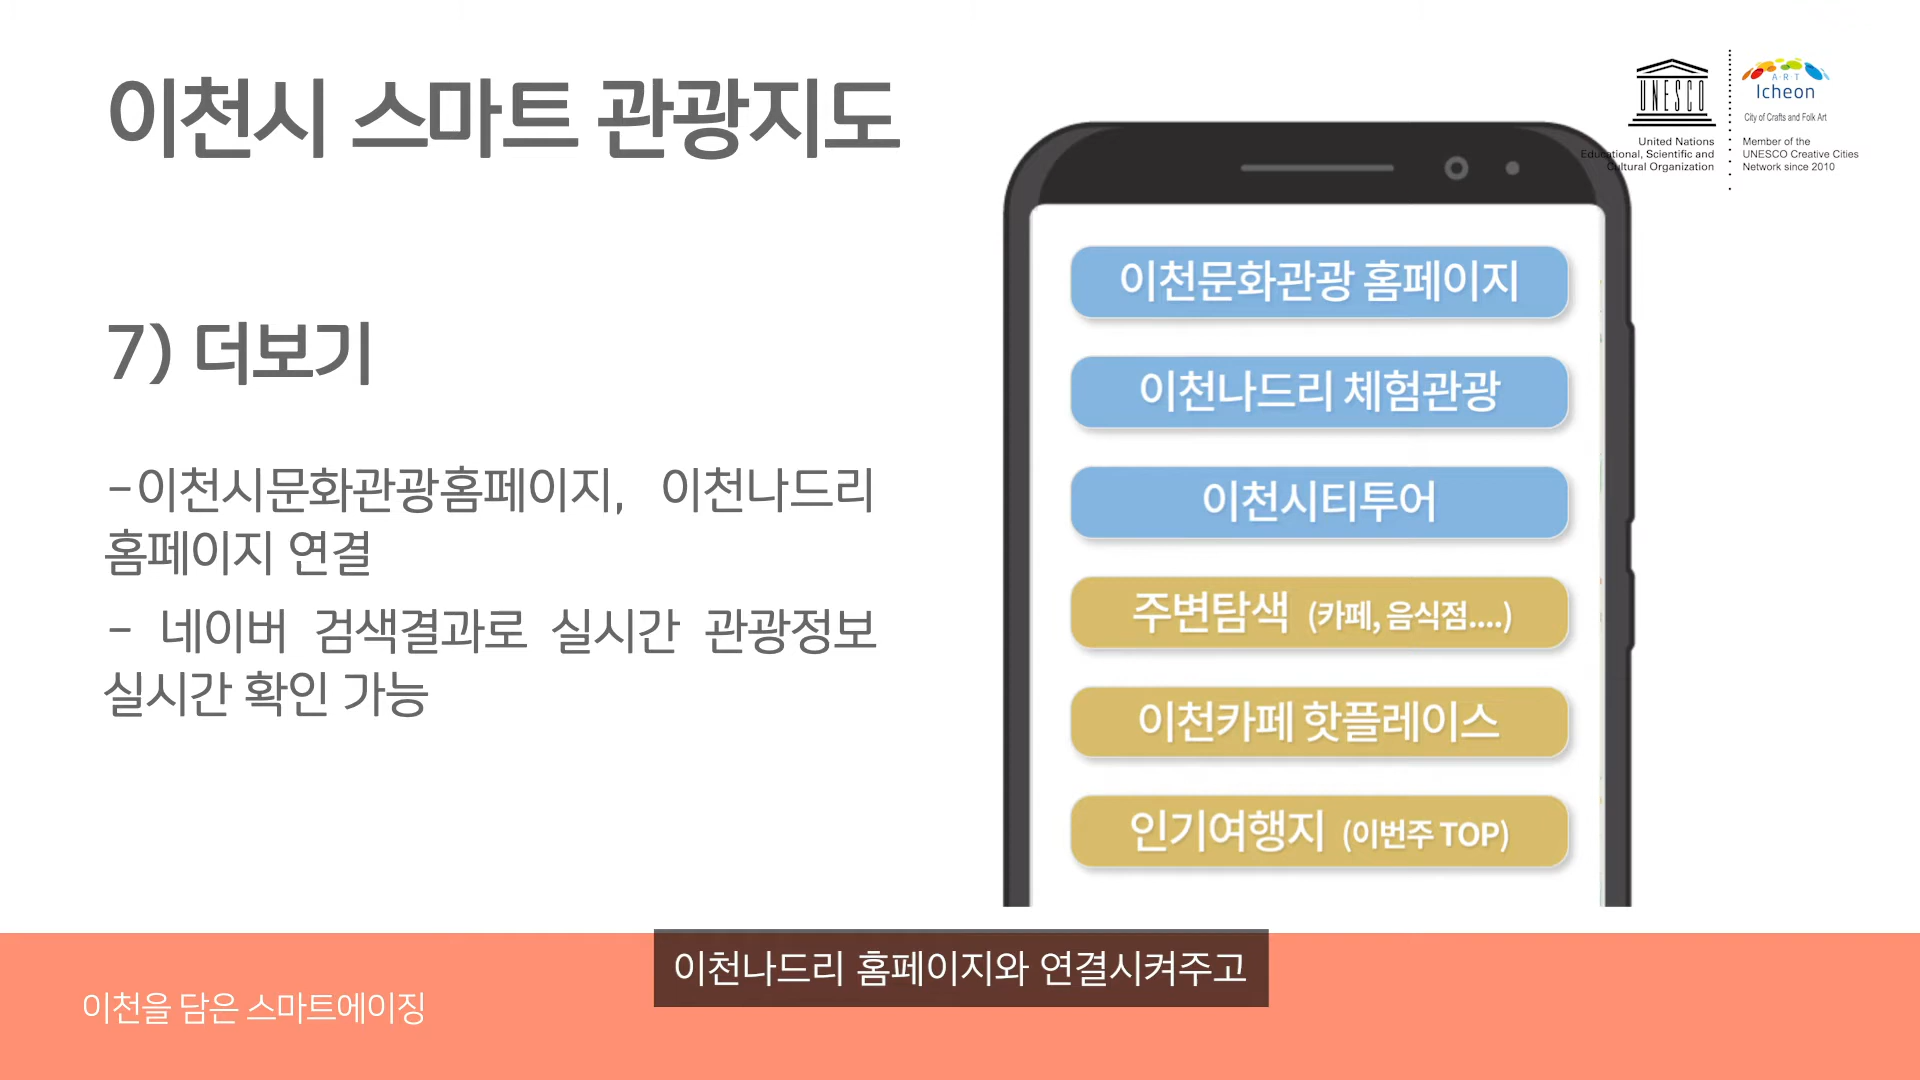 이천시 스마트 관광지도
UNESCO
United Nations
Educational, Scientific and
Cultural Organization
ART
Icheon
City of Crafts and Folk Art
Member of the
UNESCO Creative Cities
Network since 2010
7) 더보기
-이천시문화관광홈페이지, 이천나드리
홈페이지 연결
- 네이버 검색결과로 실시간 관광정보
실시간 확인 가능
이천문화관광 홈페이지
이천나드리 체험관광
이천시티투어
주변탐색 (카페, 음식점....)
이천카페 핫플레이스
인기여행지 (이번주 TOP)
이천나드리 홈페이지와 연결시켜주고
이천을 담은 스마트에이징